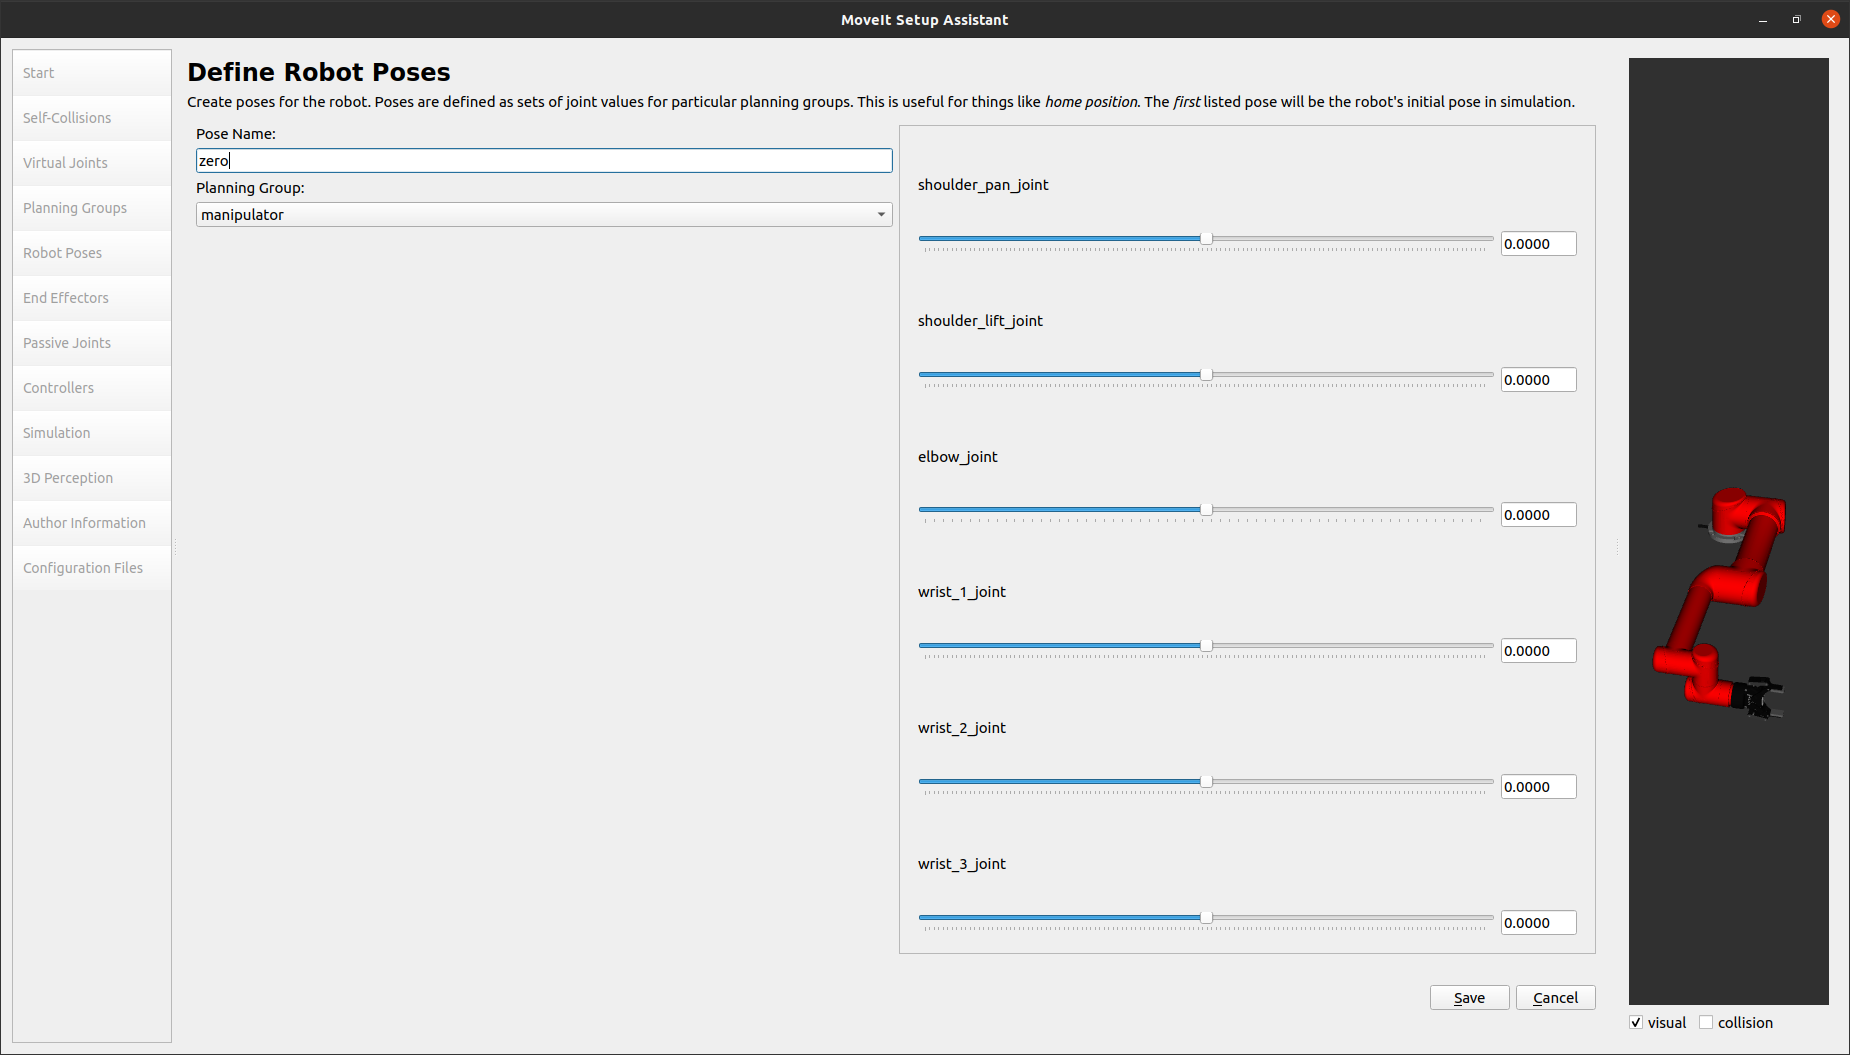 MoveIt Setup Assistant
Start
Self-Collisions
Virtual Joints
Planning Groups
Robot Poses
End Effectors
Passive Joints
Controllers
Simulation
3D Perception
Author Information
Configuration Files
Define Robot Poses
Create poses for the robot. Poses are defined as sets of joint values for particular planning groups. This is useful for things like home position. The first listed pose will be the robot's initial pose in simulation.
Pose Name:
zero
Planning Group:
manipulator
shoulder_pan_joint
0.0000
shoulder_lift_joint
0.0000
elbow_joint
0.0000
wrist_1_joint
0.0000
wrist_2_joint
0.0000
wrist_3_joint
0.0000
Save
Cancel
visual
collision